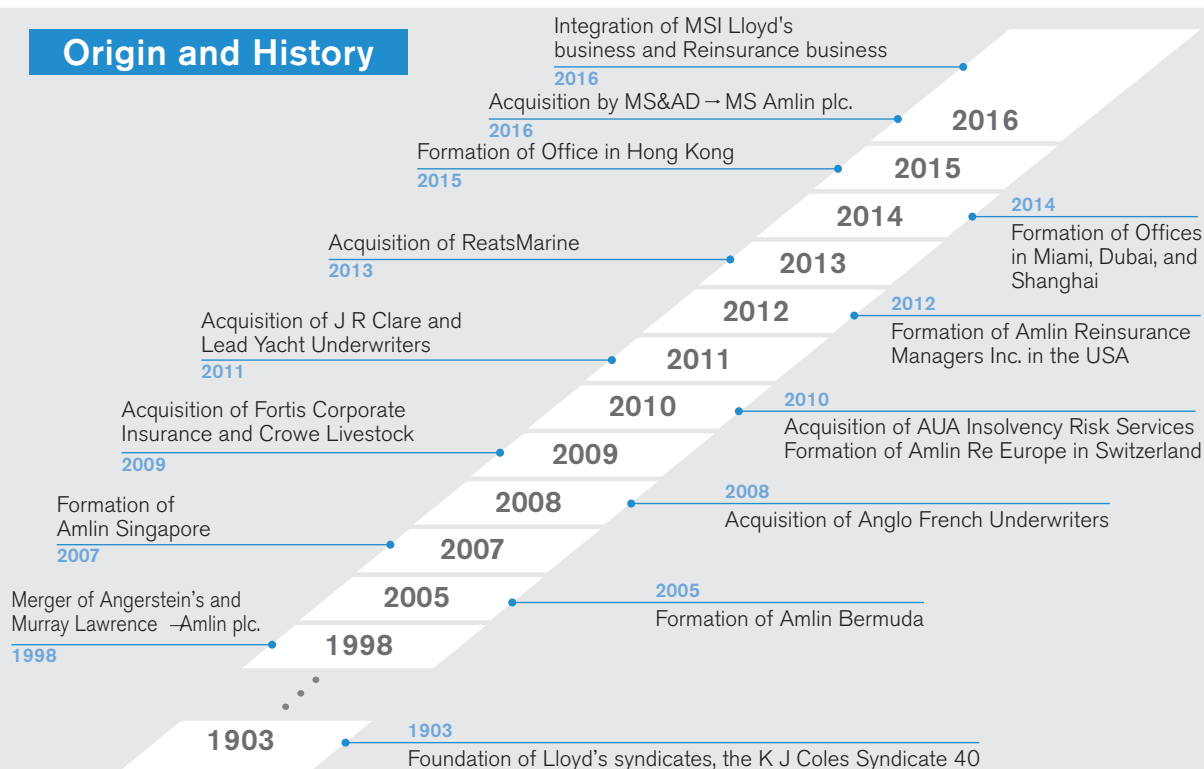 Origin and History
Integration of MSI Lloyd's
business and Reinsurance business
2016
Acquisition by MS&AD → MS Amlin plc.
2016
Formation of Office in Hong Kong
2015
Acquisition of ReatsMarine
2013
Acquisition of J R Clare and
Lead Yacht Underwriters
2011
Acquisition of Fortis Corporate
Insurance and Crowe Livestock
2009
Formation of
Amlin Singapore
2007
Merger of Angerstein’s and
Murray Lawrence →Amlin plc.
1998
2016
2015
2014
2013
2012
2011
2010
2009
2008
2007
2005
1998
1903
2014
Formation of Offices
in Miami, Dubai, and
Shanghai
2012
Formation of Amlin Reinsurance
Managers Inc. in the USA
2010
Acquisition of AUA Insolvency Risk Services
Formation of Amlin Re Europe in Switzerland
2008
Acquisition of Anglo French Underwriters
2005
Formation of Amlin Bermuda
1903
Foundation of Lloyd’s syndicates, the K J Coles Syndicate 40